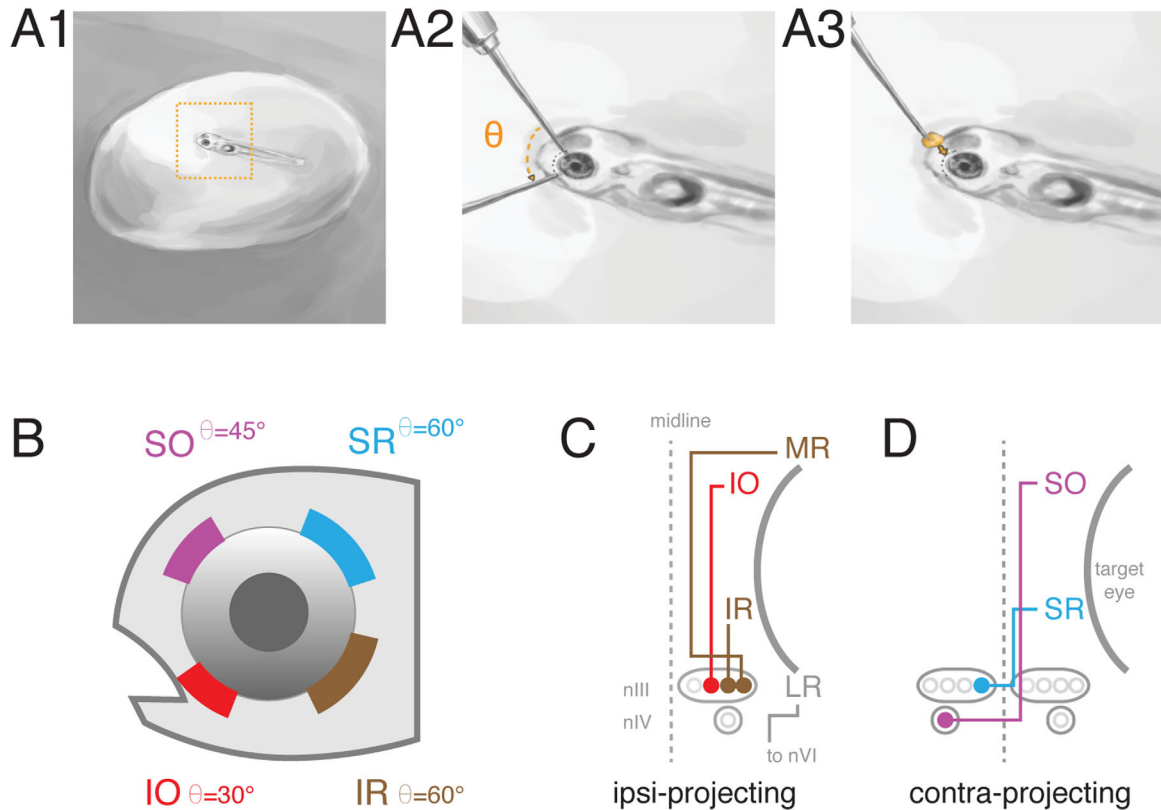 A1
A2
A3
θ
B
SO θ=45°
SR θ=60°
IO θ=30°
IR θ=60°
C
midline
MR
IO
IR
nIII
nIV
LR
to nVI
ipsi-projecting
D
SO
SR
target
eye
contra-projecting